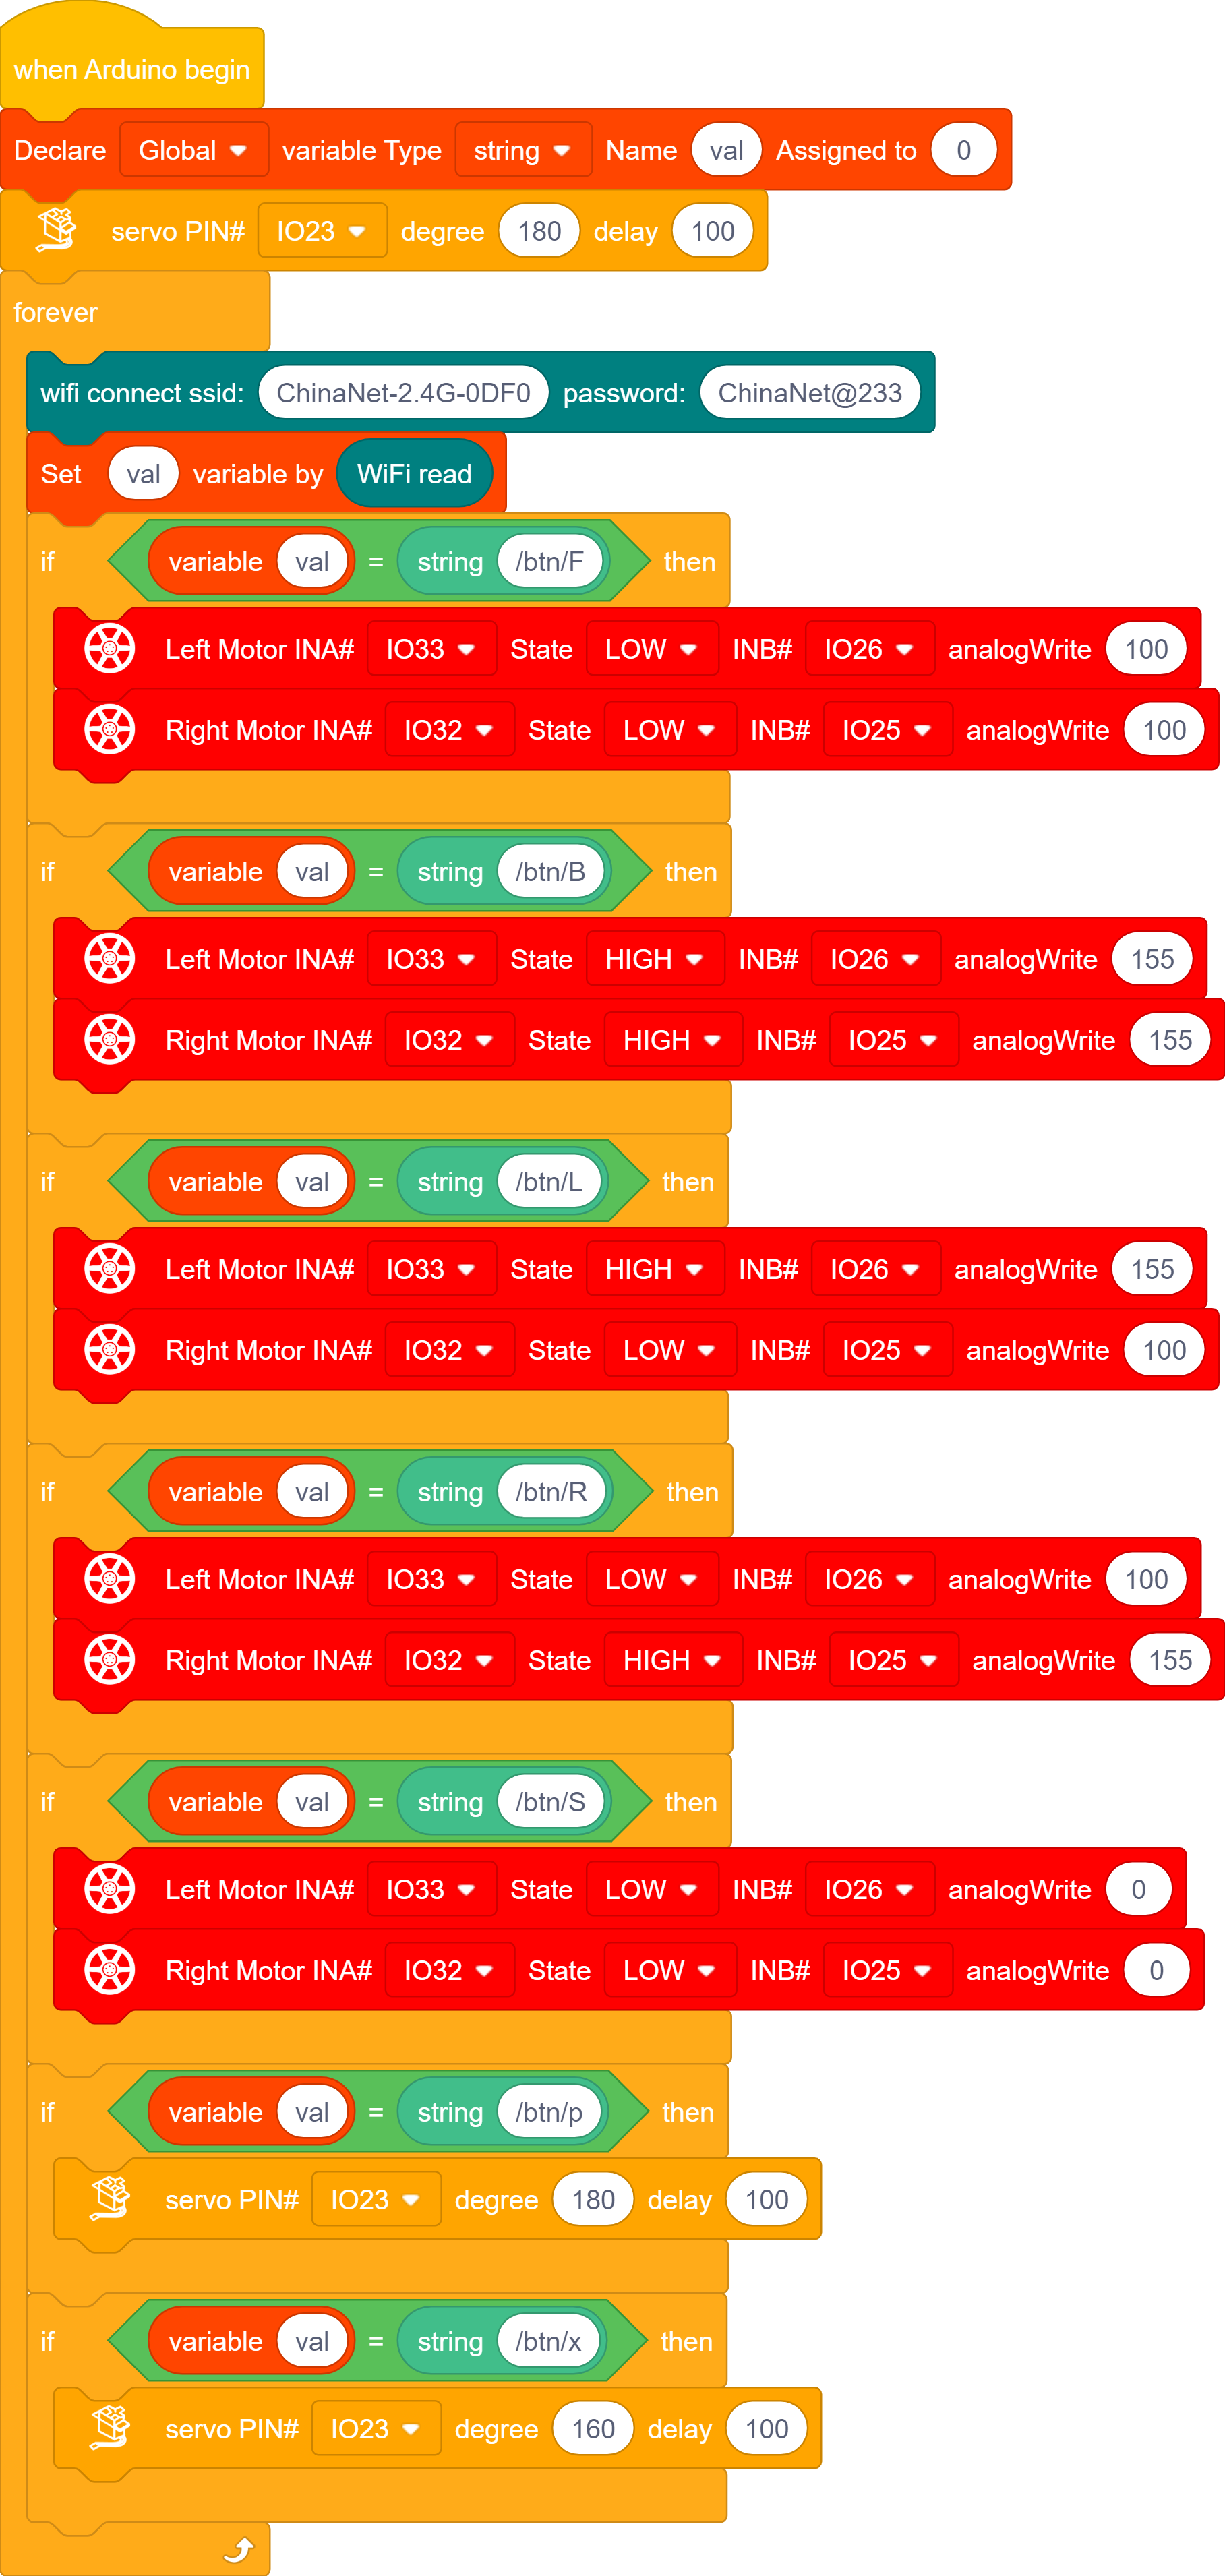 when Arduino begin
Declare Global variable Type string Name val Assigned to 0
servo PIN# IO23 degree 180 delay 100
forever
wifi connect ssid: ChinaNet-2.4G-0DF0 password: ChinaNet@233
Set val variable by WiFi read
if variable val = string /btn/F then
Left Motor INA# IO33 State LOW INB# IO26 analogWrite 100
Right Motor INA# IO32 State LOW INB# IO25 analogWrite 100
if variable val = string /btn/B then
Left Motor INA# IO33 State HIGH INB# IO26 analogWrite 155
Right Motor INA# IO32 State HIGH INB# IO25 analogWrite 155
if variable val = string /btn/L then
Left Motor INA# IO33 State HIGH INB# IO26 analogWrite 155
Right Motor INA# IO32 State LOW INB# IO25 analogWrite 100
if variable val = string /btn/R then
Left Motor INA# IO33 State LOW INB# IO26 analogWrite 100
Right Motor INA# IO32 State HIGH INB# IO25 analogWrite 155
if variable val = string /btn/S then
Left Motor INA# IO33 State LOW INB# IO26 analogWrite 0
Right Motor INA# IO32 State LOW INB# IO25 analogWrite 0
if variable val = string /btn/p then
servo PIN# IO23 degree 180 delay 100
if variable val = string /btn/x then
servo PIN# IO23 degree 160 delay 100